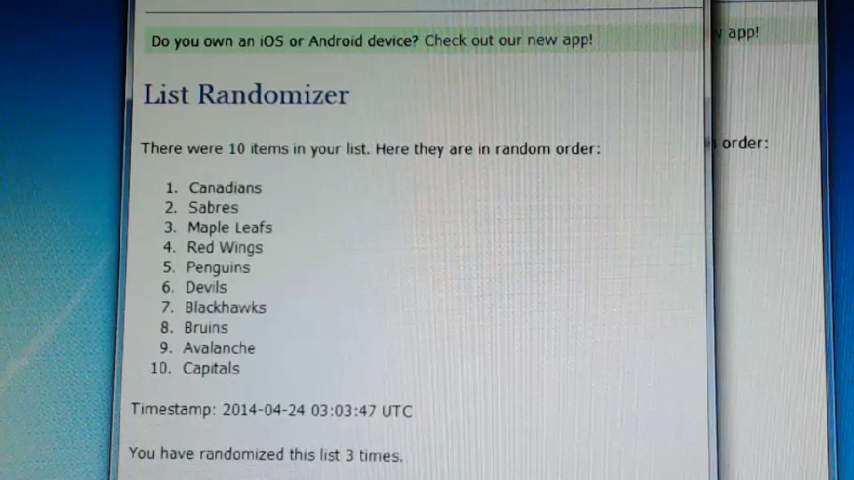 Do you own an iOS or Android device? Check out our new app!
w app!
List Randomizer
There were 10 items in your list. Here they are in random order:
order:
1. Canadians
2. Sabres
3. Maple Leafs
4. Red Wings
5. Penguins
6. Devils
7. Blackhawks
8. Bruins
9. Avalanche
10. Capitals
Timestamp: 2014-04-24 03:03:47 UTC
You have randomized this list 3 times.